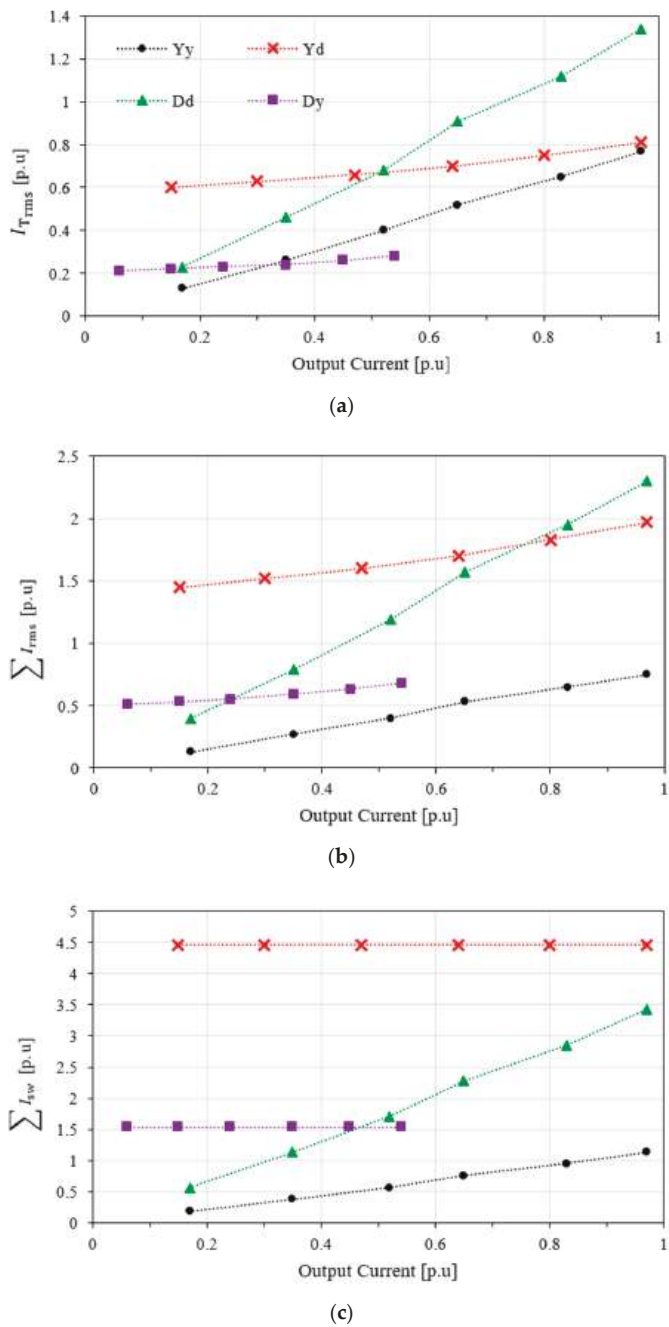 1.4
1.2
1
0.8
0.6
0.4
0.2
0
I_Trms [p.u]
Yy
Yd
Dd
Dy
0 0.2 0.4 0.6 0.8 1
Output Current [p.u]
(a)
2.5
2
1.5
1
0.5
0
∑ I_rms [p.u]
0 0.2 0.4 0.6 0.8 1
Output Current [p.u]
(b)
5
4.5
4
3.5
3
2.5
2
1.5
1
0.5
0
∑ I_sw [p.u]
0 0.2 0.4 0.6 0.8 1
Output Current [p.u]
(c)